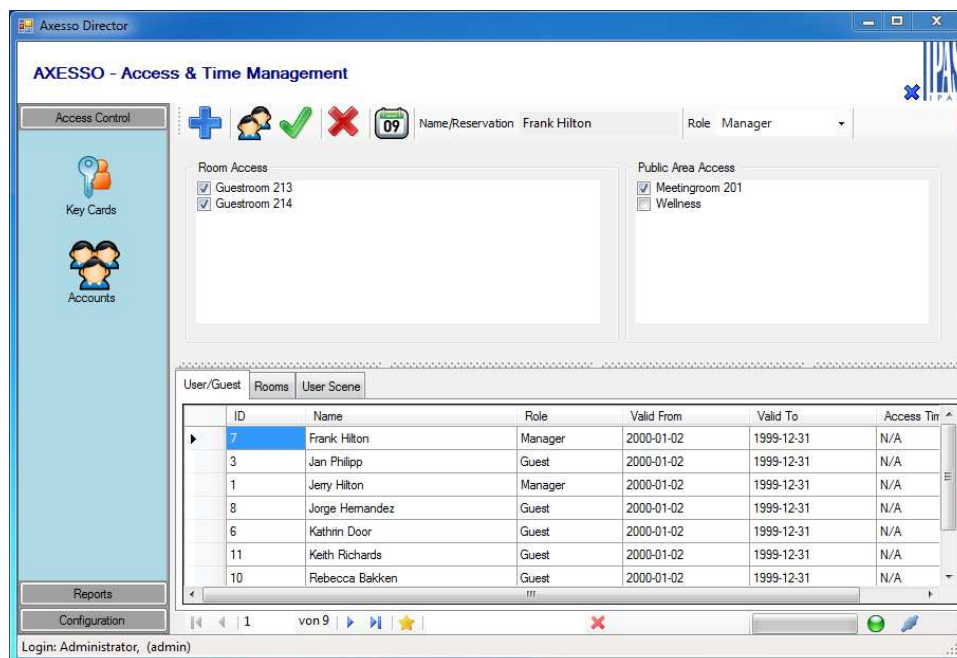 Axesso Director
AXESSO - Access & Time Management
IPAS
I P A S
Access Control
09
Name/Reservation Frank Hilton Role Manager
Key Cards
Accounts
Room Access
Guestroom 213
Guestroom 214
Public Area Access
Meetingroom 201
Wellness
User/Guest Rooms User Scene
ID Name Role Valid From Valid To Access Tim
7 Frank Hilton Manager 2000-01-02 1999-12-31 N/A
3 Jan Philipp Guest 2000-01-02 1999-12-31 N/A
1 Jerry Hilton Manager 2000-01-02 1999-12-31 N/A
8 Jorge Hernandez Guest 2000-01-02 1999-12-31 N/A
6 Kathrin Door Guest 2000-01-02 1999-12-31 N/A
11 Keith Richards Guest 2000-01-02 1999-12-31 N/A
10 Rebecca Bakken Guest 2000-01-02 1999-12-31 N/A
Reports
Configuration
1 von 9
Login: Administrator, (admin)